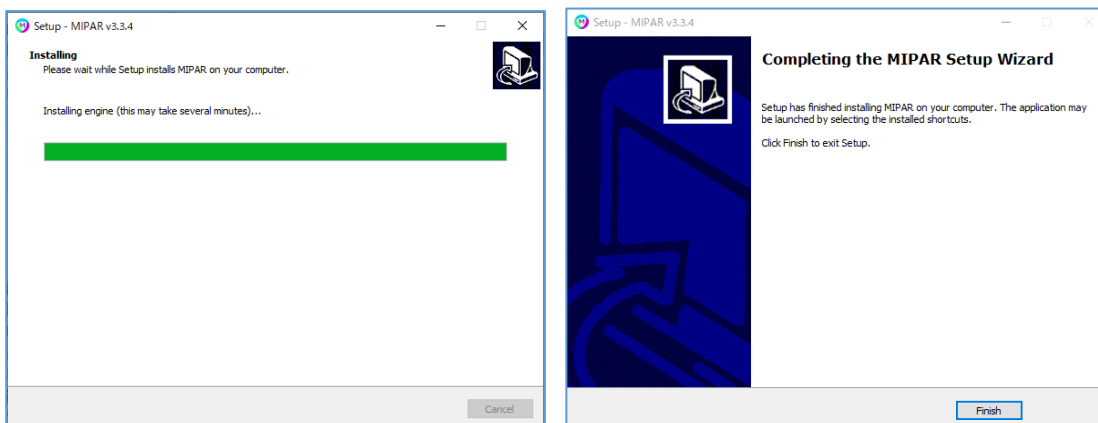 Setup - MIPAR v3.3.4
Installing
Please wait while Setup installs MIPAR on your computer.
Installing engine (this may take several minutes)...
Cancel
Setup - MIPAR v3.3.4
Completing the MIPAR Setup Wizard
Setup has finished installing MIPAR on your computer. The application may
be launched by selecting the installed shortcuts.
Click Finish to exit Setup.
Finish